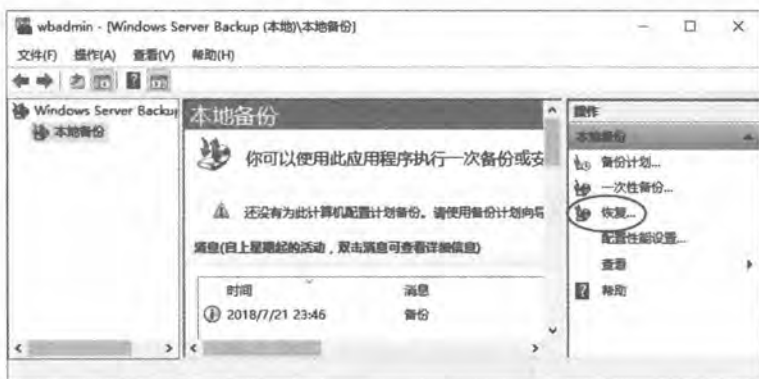 wbadmin - [Windows Server Backup (本地)\本地备份]
文件(F) 操作(A) 查看(V) 帮助(H)
Windows Server Backup
本地备份
本地备份
你可以使用此应用程序执行一次备份或安
还没有为此计算机配置计划备份。请使用备份计划向导
消息(自上星期起的活动，双击消息可查看详细信息)
时间 消息
2018/7/21 23:46 备份
操作
本地备份
备份计划...
一次性备份...
恢复...
配置性能设置...
查看
帮助